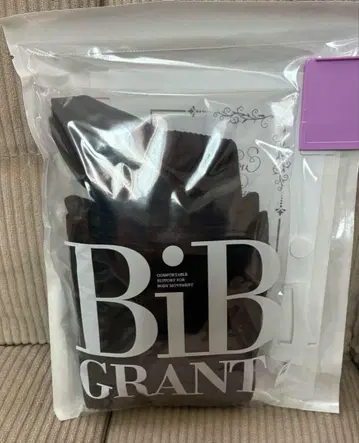 BiBi
COMFORTABLE
SUPPORT FOR
BODY MOVEMENT
GRANT